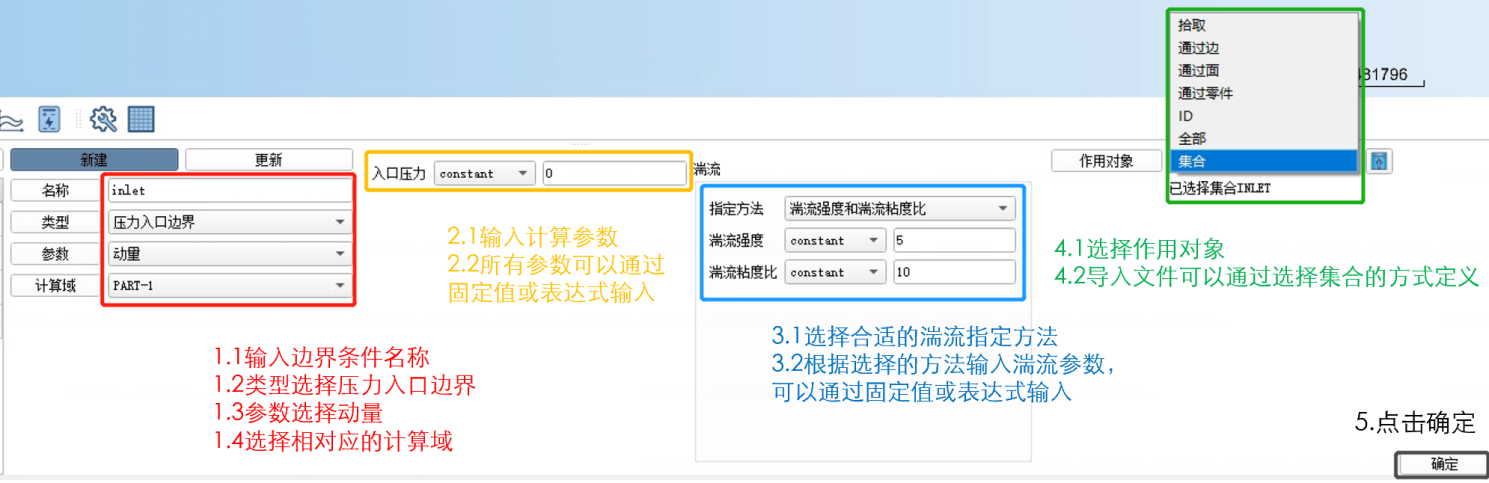 拾取
通过边
通过面
通过零件
ID
全部
集合
已选择集合INLET
481796
新建
更新
名称
inlet
类型
压力入口边界
参数
动量
计算域
PART-1
入口压力
constant
0
湍流
指定方法
湍流强度和湍流粘度比
湍流强度
constant
5
湍流粘度比
constant
10
作用对象
1.1输入边界条件名称
1.2类型选择压力入口边界
1.3参数选择动量
1.4选择相对应的计算域
2.1输入计算参数
2.2所有参数可以通过
固定值或表达式输入
3.1选择合适的湍流指定方法
3.2根据选择的方法输入湍流参数，
可以通过固定值或表达式输入
4.1选择作用对象
4.2导入文件可以通过选择集合的方式定义
5.点击确定
确定